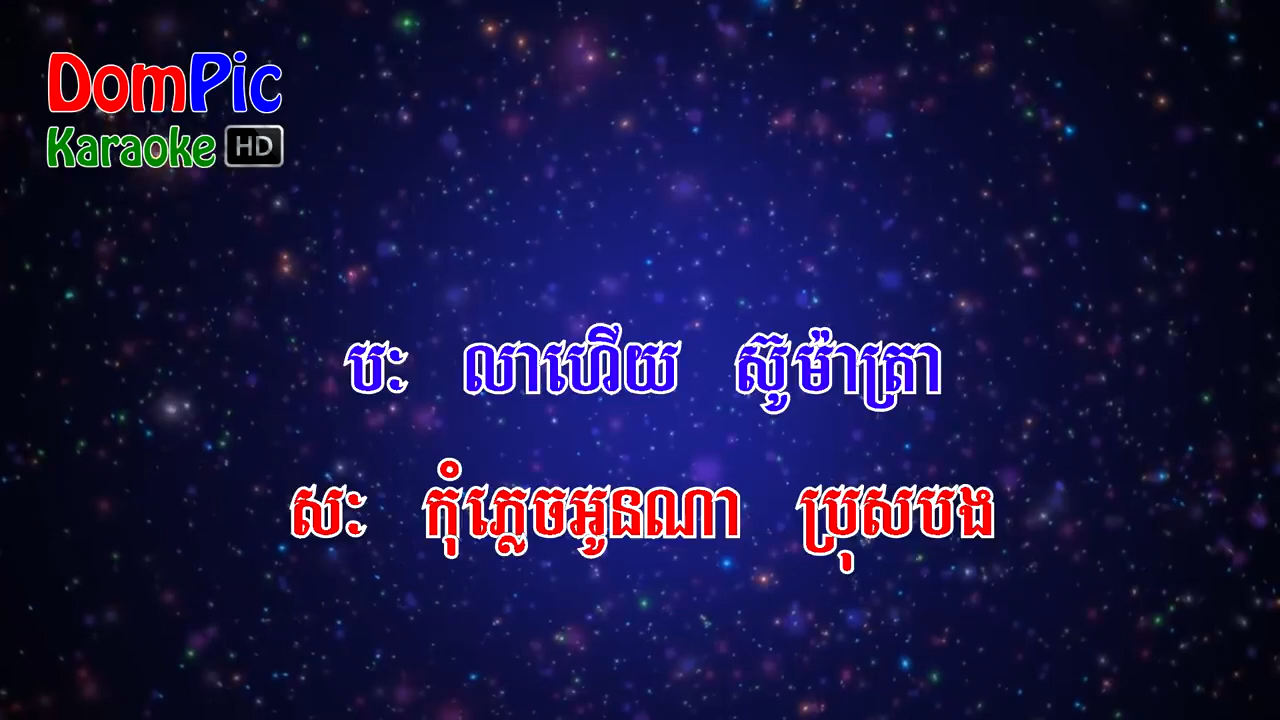 DomPic
Karaoke HD
បះ លាហើយ ស៊ូម៉ាត្រា
សះ កុំភ្លេចអូនណា ប្រុសបង